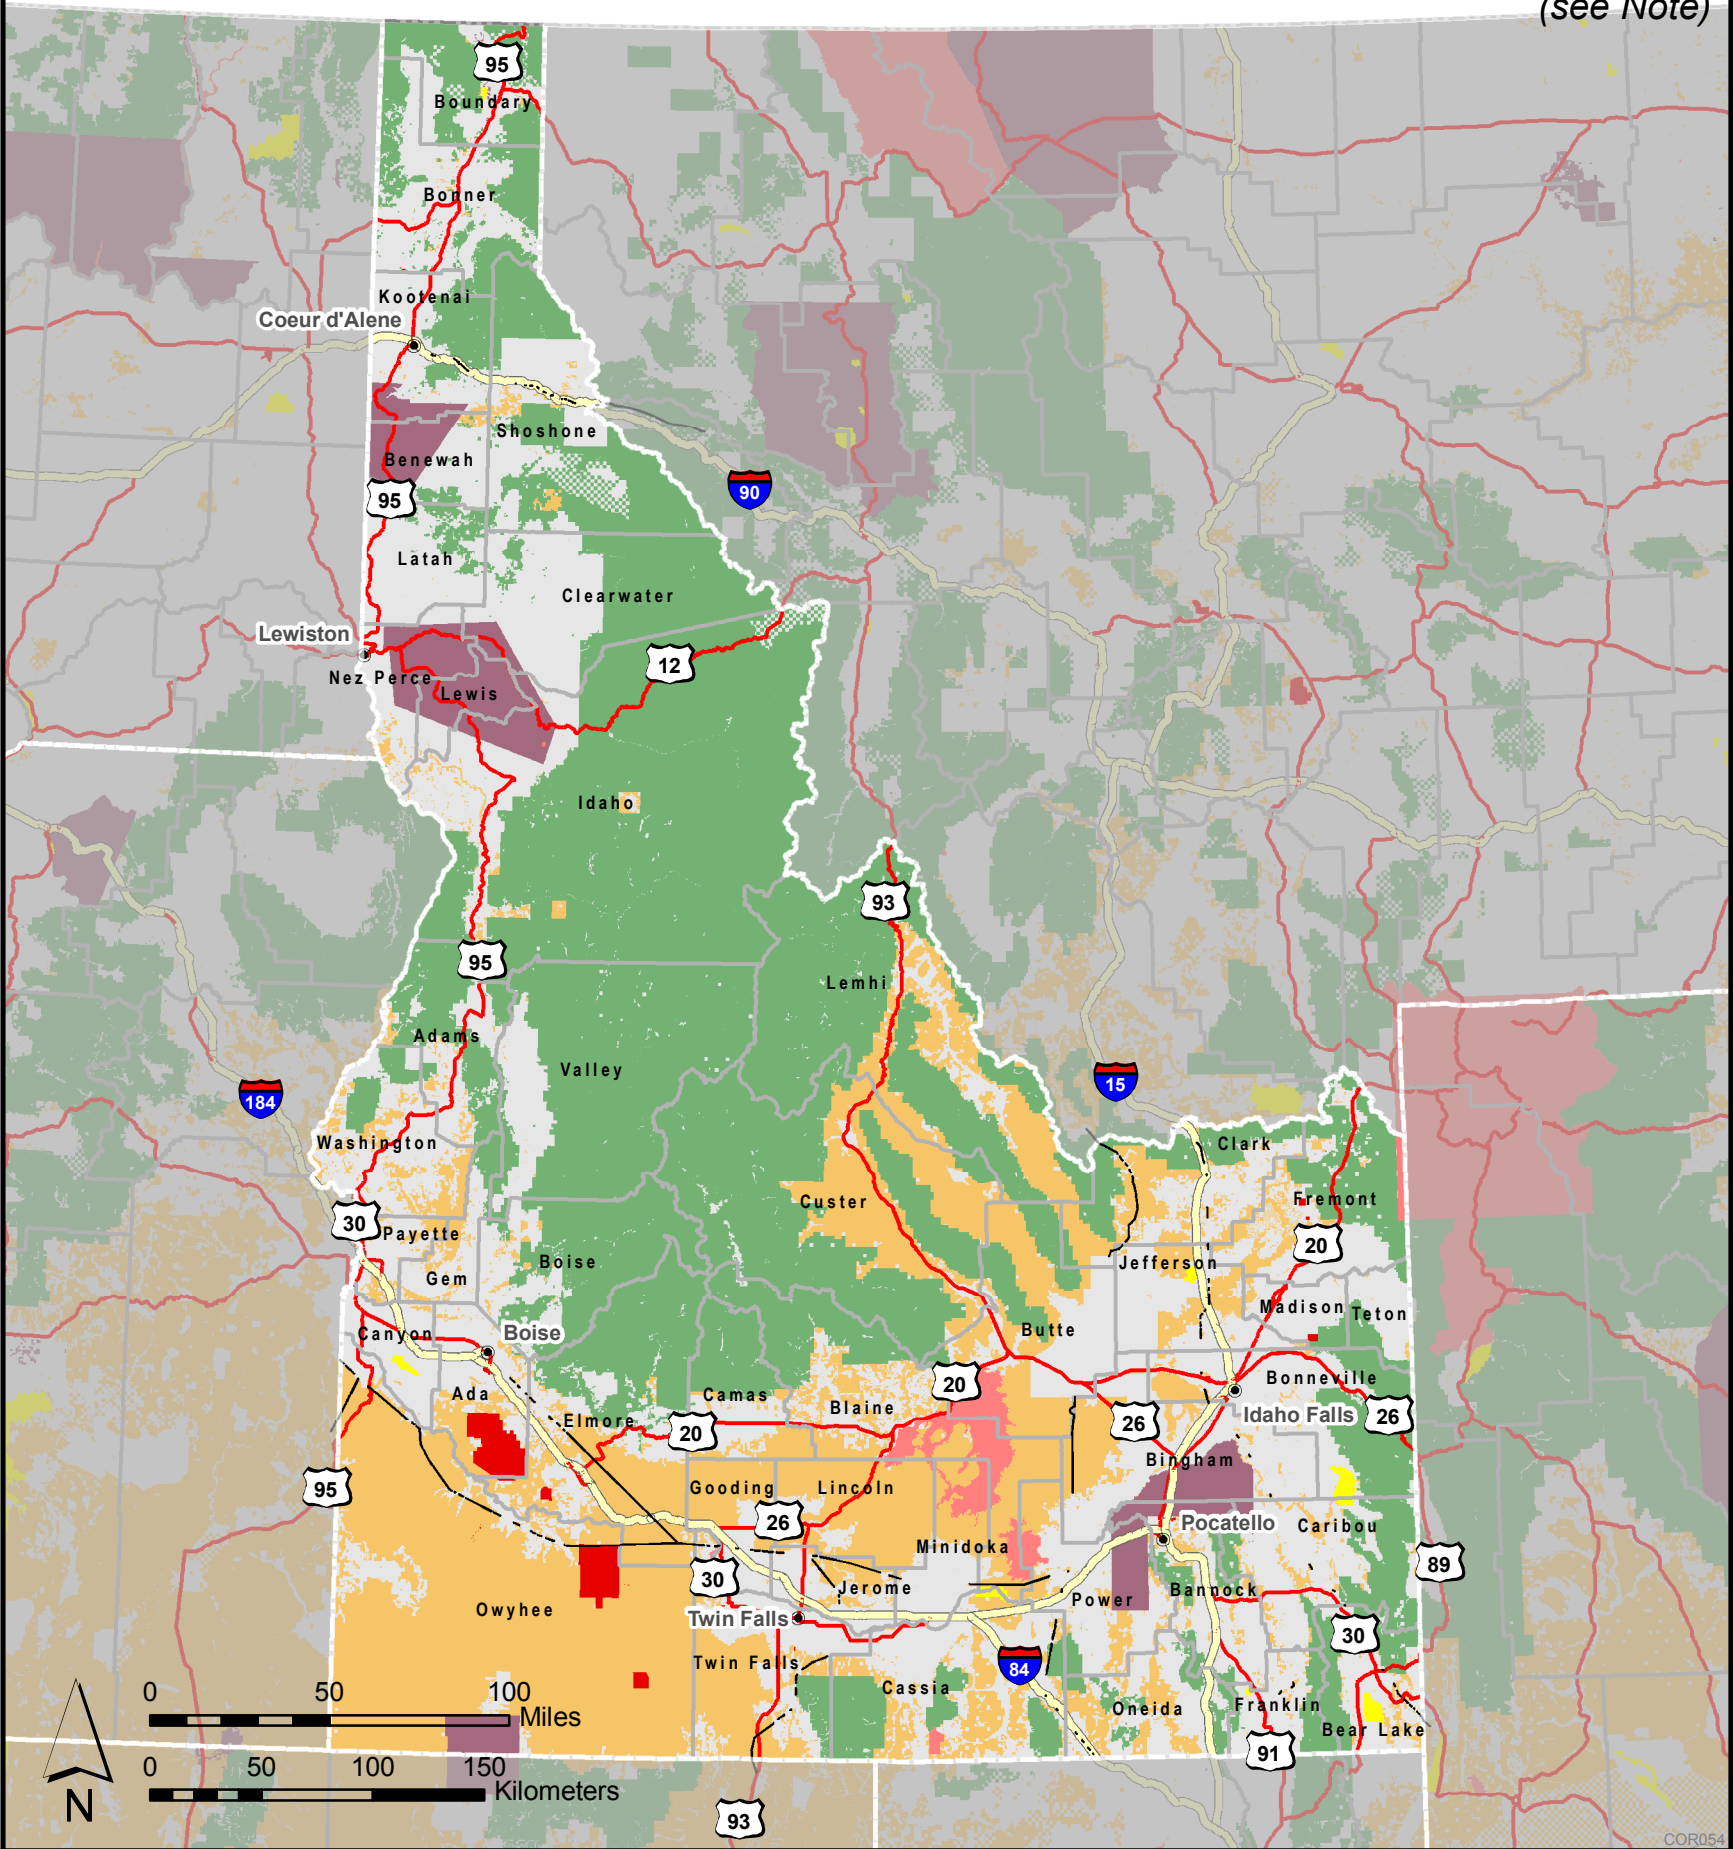 (see Note)
95
Boundary
Bonner
Kootenai
Coeur d'Alene
Shoshone
Benewah
95
90
Latah
Clearwater
Lewiston
12
Nez Perce
Lewis
Idaho
93
95
Lemhi
Adams
Valley
15
184
Washington
Clark
Custer
Fremont
30
Payette
20
Boise
Jefferson
Gem
Madison
Teton
Canyon
Boise
Butte
Bonneville
20
Ada
Camas
Blaine
Idaho Falls
26
Elmore
20
26
Bingham
95
Gooding
Lincoln
26
Pocatello
Caribou
Minidoka
89
30
Jerome
Bannock
Power
Owyhee
Twin Falls
30
Twin Falls
84
Cassia
Oneida
Franklin
Bear Lake
0 50 100
Miles
91
0 50 100 150
Kilometers
N
93
COR054